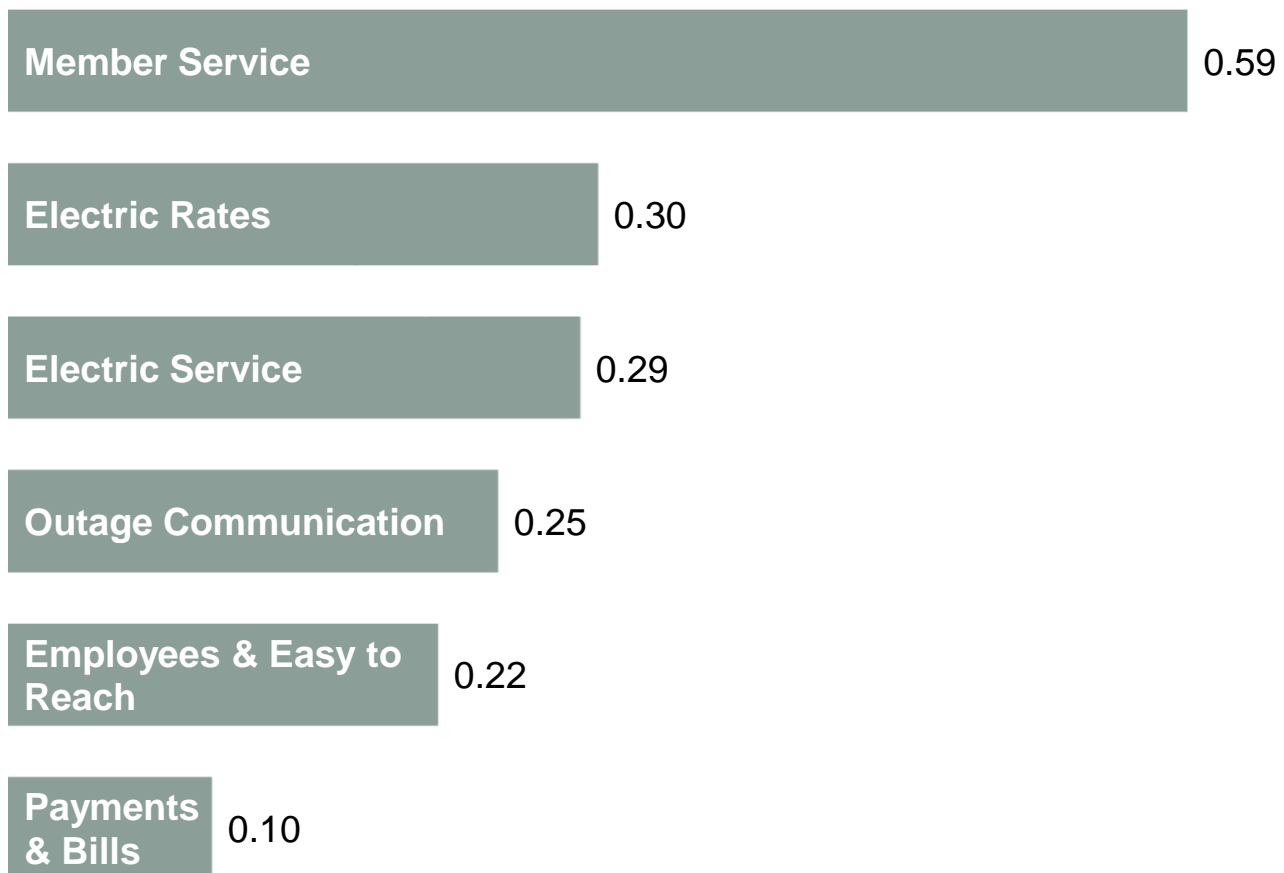 Member Service
0.59
Electric Rates
0.30
Electric Service
0.29
Outage Communication
0.25
Employees & Easy to
Reach
0.22
Payments
& Bills
0.10